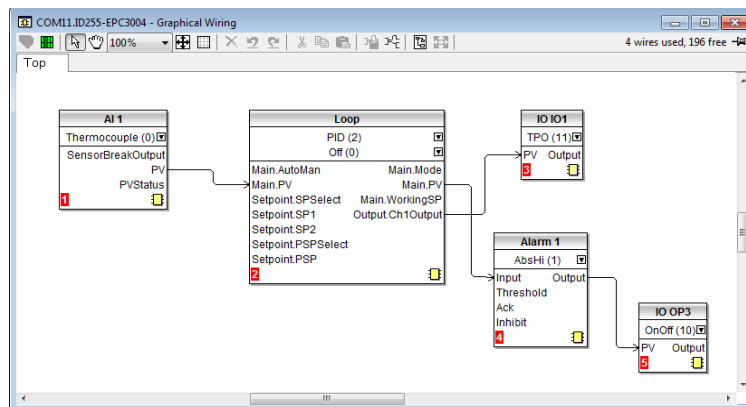 COM11.ID255-EPC3004 - Graphical Wiring
100%
4 wires used, 196 free
Top
AI 1
Thermocouple (0)
SensorBreakOutput
PV
PVStatus
1
Loop
PID (2)
Off (0)
Main.AutoMan Main.Mode
Main.PV Main.PV
Setpoint.SPSelect Main.WorkingSP
Setpoint.SP1 Output.Ch1Output
Setpoint.SP2
Setpoint.PSPSelect
Setpoint.PSP
2
IO IO1
TPO (11)
PV Output
3
Alarm 1
AbsHi (1)
Input Output
Threshold
Ack
Inhibit
4
IO OP3
OnOff (10)
PV Output
5